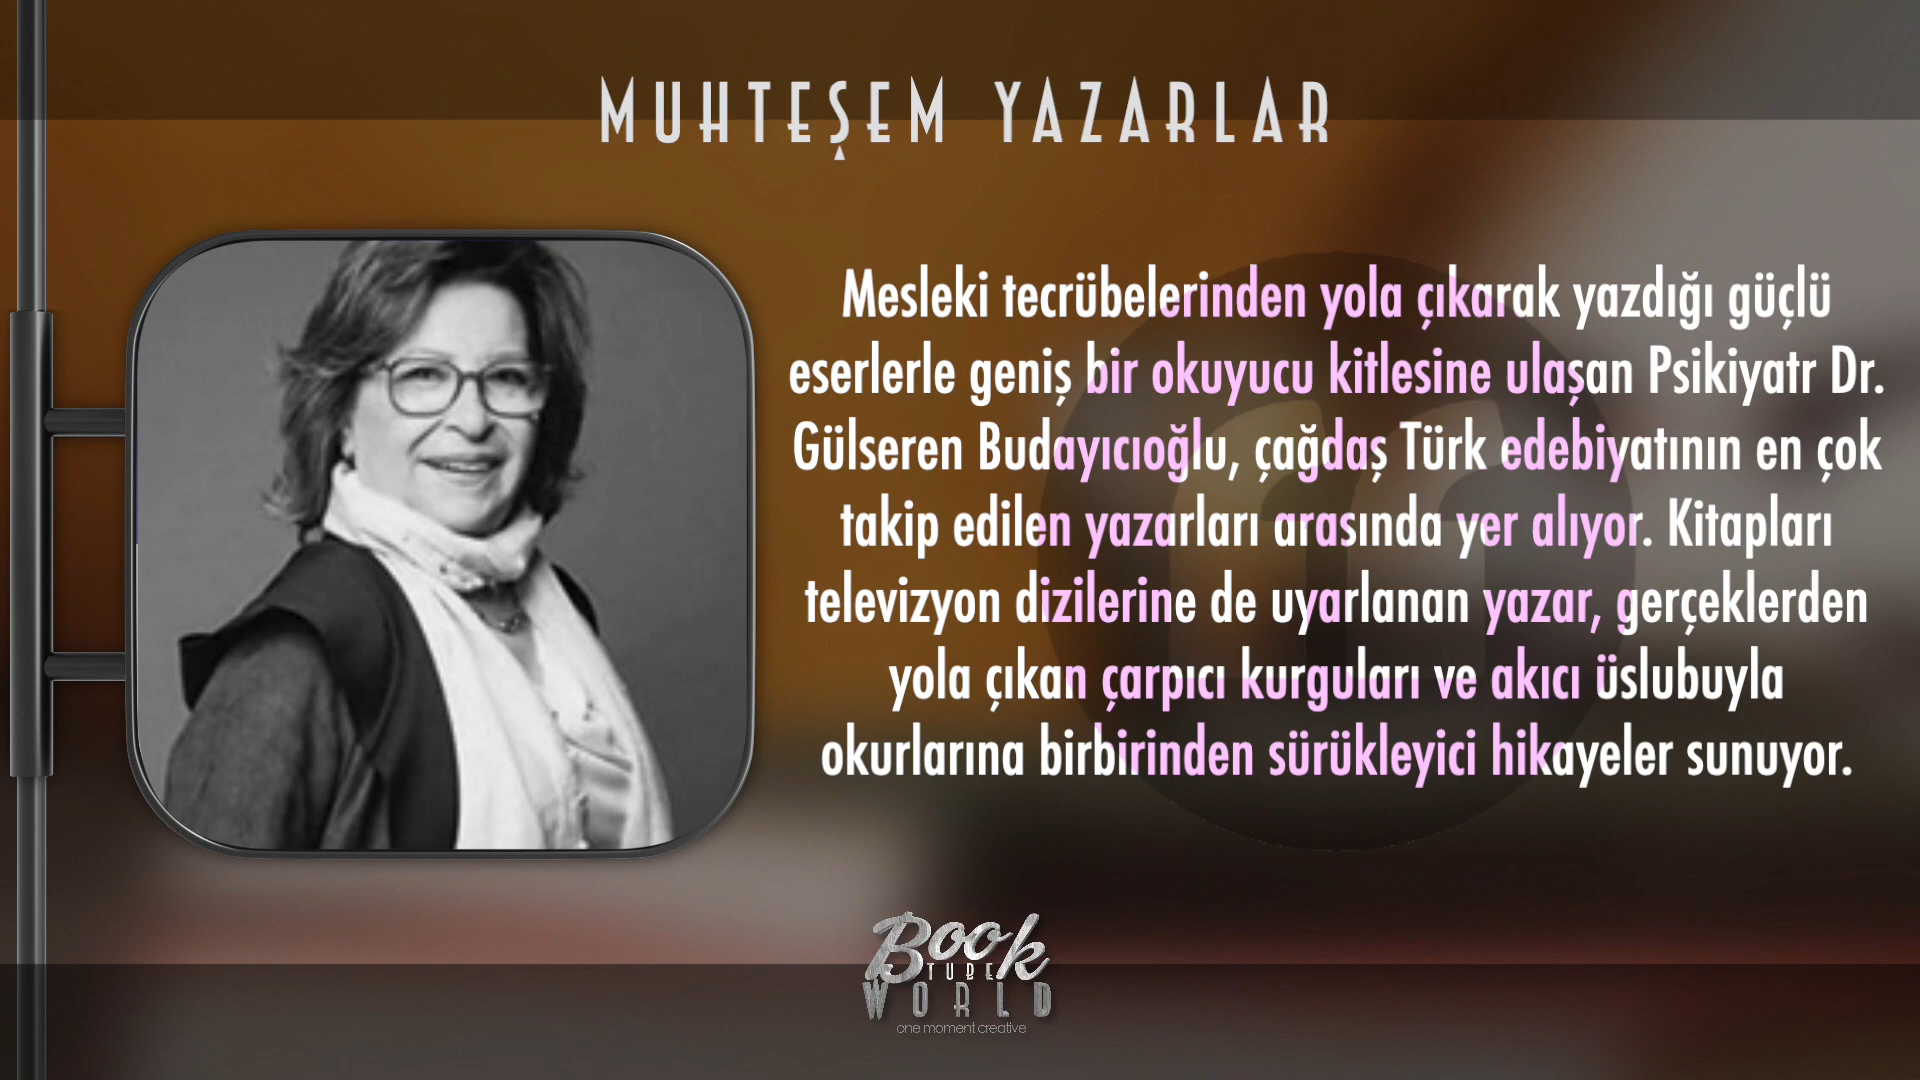 MUHTEŞEM YAZARLAR
Mesleki tecrübelerinden yola çıkarak yazdığı güçlü
eserlerle geniş bir okuyucu kitlesine ulaşan Psikiyatr Dr.
Gülseren Budayıcıoğlu, çağdaş Türk edebiyatının en çok
takip edilen yazarları arasında yer alıyor. Kitapları
televizyon dizilerine de uyarlanan yazar, gerçeklerden
yola çıkan çarpıcı kurguları ve akıcı üslubuyla
okurlarına birbirinden sürükleyici hikayeler sunuyor.
Book
TUBE
WORLD
one moment creative